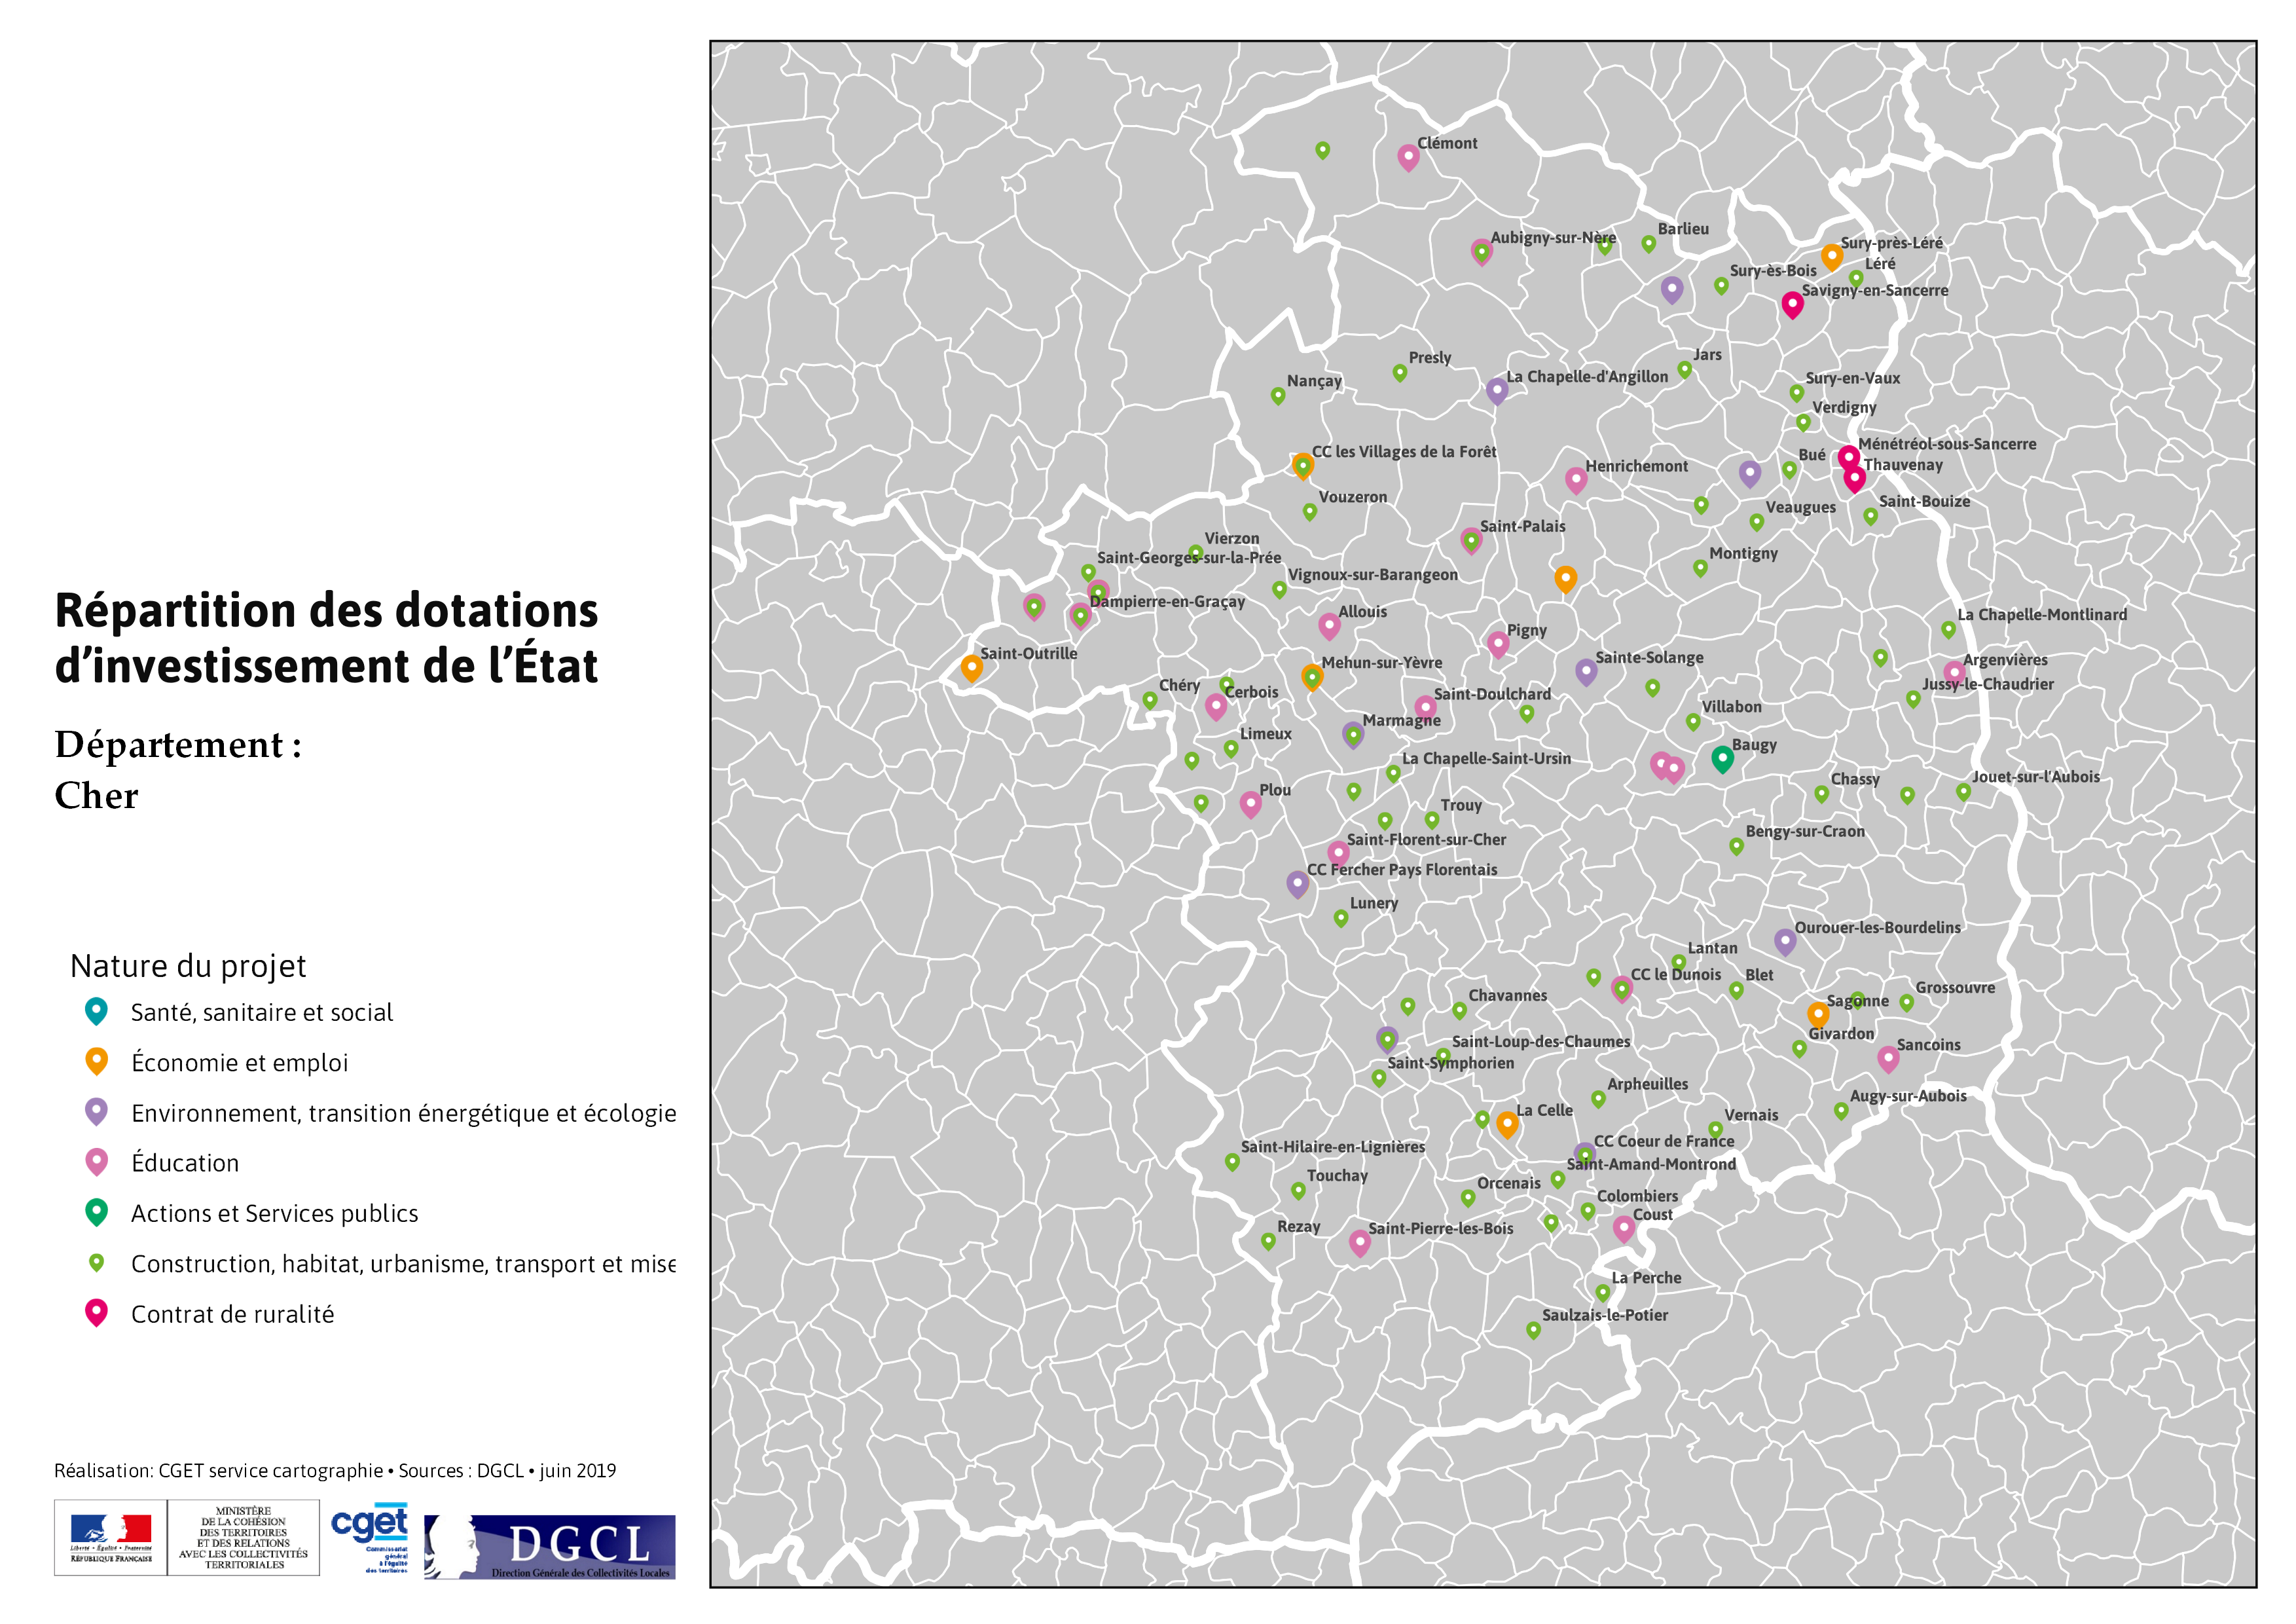 Répartition des dotations
d’investissement de l’État
Département :
Cher
Nature du projet
Santé, sanitaire et social
Économie et emploi
Environnement, transition énergétique et écologie
Éducation
Actions et Services publics
Construction, habitat, urbanisme, transport et mise
Contrat de ruralité
Réalisation: CGET service cartographie • Sources : DGCL • juin 2019
Liberté • Égalité • Fraternité
RÉPUBLIQUE FRANÇAISE
MINISTÈRE
DE LA COHÉSION
DES TERRITOIRES
ET DES RELATIONS
AVEC LES COLLECTIVITÉS
TERRITORIALES
cget
Commissariat
général
à l'égalité
des territoires
DGCL
Direction Générale des Collectivités Locales
Clémont
Barlieu
Aubigny-sur-Nère
Sury-près-Léré
Léré
Sury-ès-Bois
Savigny-en-Sancerre
Jars
Presly
La Chapelle-d'Angillon
Nançay
Sury-en-Vaux
Verdigny
Ménétréol-sous-Sancerre
CC les Villages de la Forêt
Bué
Thauvenay
Henrichemont
Vouzeron
Saint-Bouize
Veaugues
Saint-Palais
Vierzon
Montigny
Saint-Georges-sur-la-Prée
Vignoux-sur-Barangeon
Dampierre-en-Graçay
Allouis
La Chapelle-Montlinard
Pigny
Saint-Outrille
Sainte-Solange
Argenvières
Mehun-sur-Yèvre
Jussy-le-Chaudrier
Chéry
Cerbois
Saint-Doulchard
Villabon
Marmagne
Limeux
Baugy
La Chapelle-Saint-Ursin
Jouet-sur-l'Aubois
Chassy
Plou
Trouy
Bengy-sur-Craon
Saint-Florent-sur-Cher
CC Fercher Pays Florentais
Lunery
Ourouer-les-Bourdelins
Lantan
CC le Dunois
Blet
Grossouvre
Chavannes
Sagonne
Givardon
Saint-Loup-des-Chaumes
Sancoins
Saint-Symphorien
Arpheuilles
Augy-sur-Aubois
La Celle
Vernais
CC Coeur de France
Saint-Hilaire-en-Lignières
Saint-Amand-Montrond
Touchay
Orcenais
Colombiers
Coust
Rezay
Saint-Pierre-les-Bois
La Perche
Saulzais-le-Potier